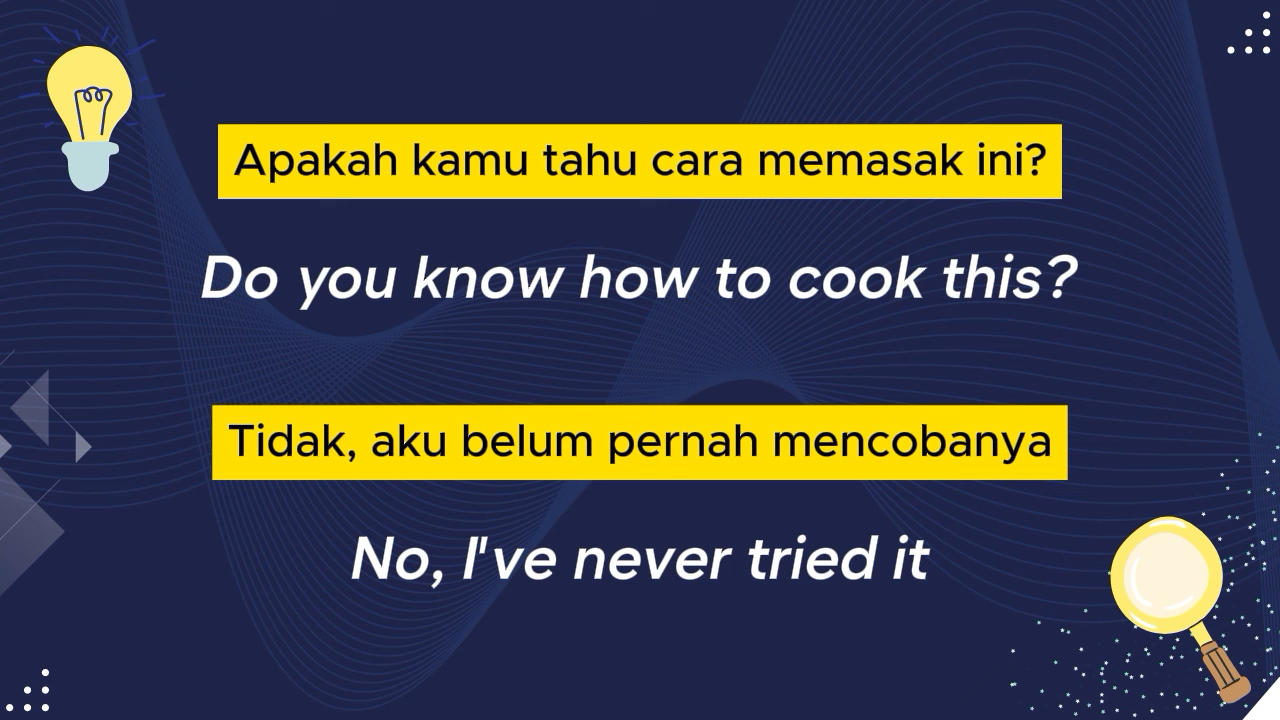 Apakah kamu tahu cara memasak ini?
Do you know how to cook this?
Tidak, aku belum pernah mencobanya
No, I've never tried it